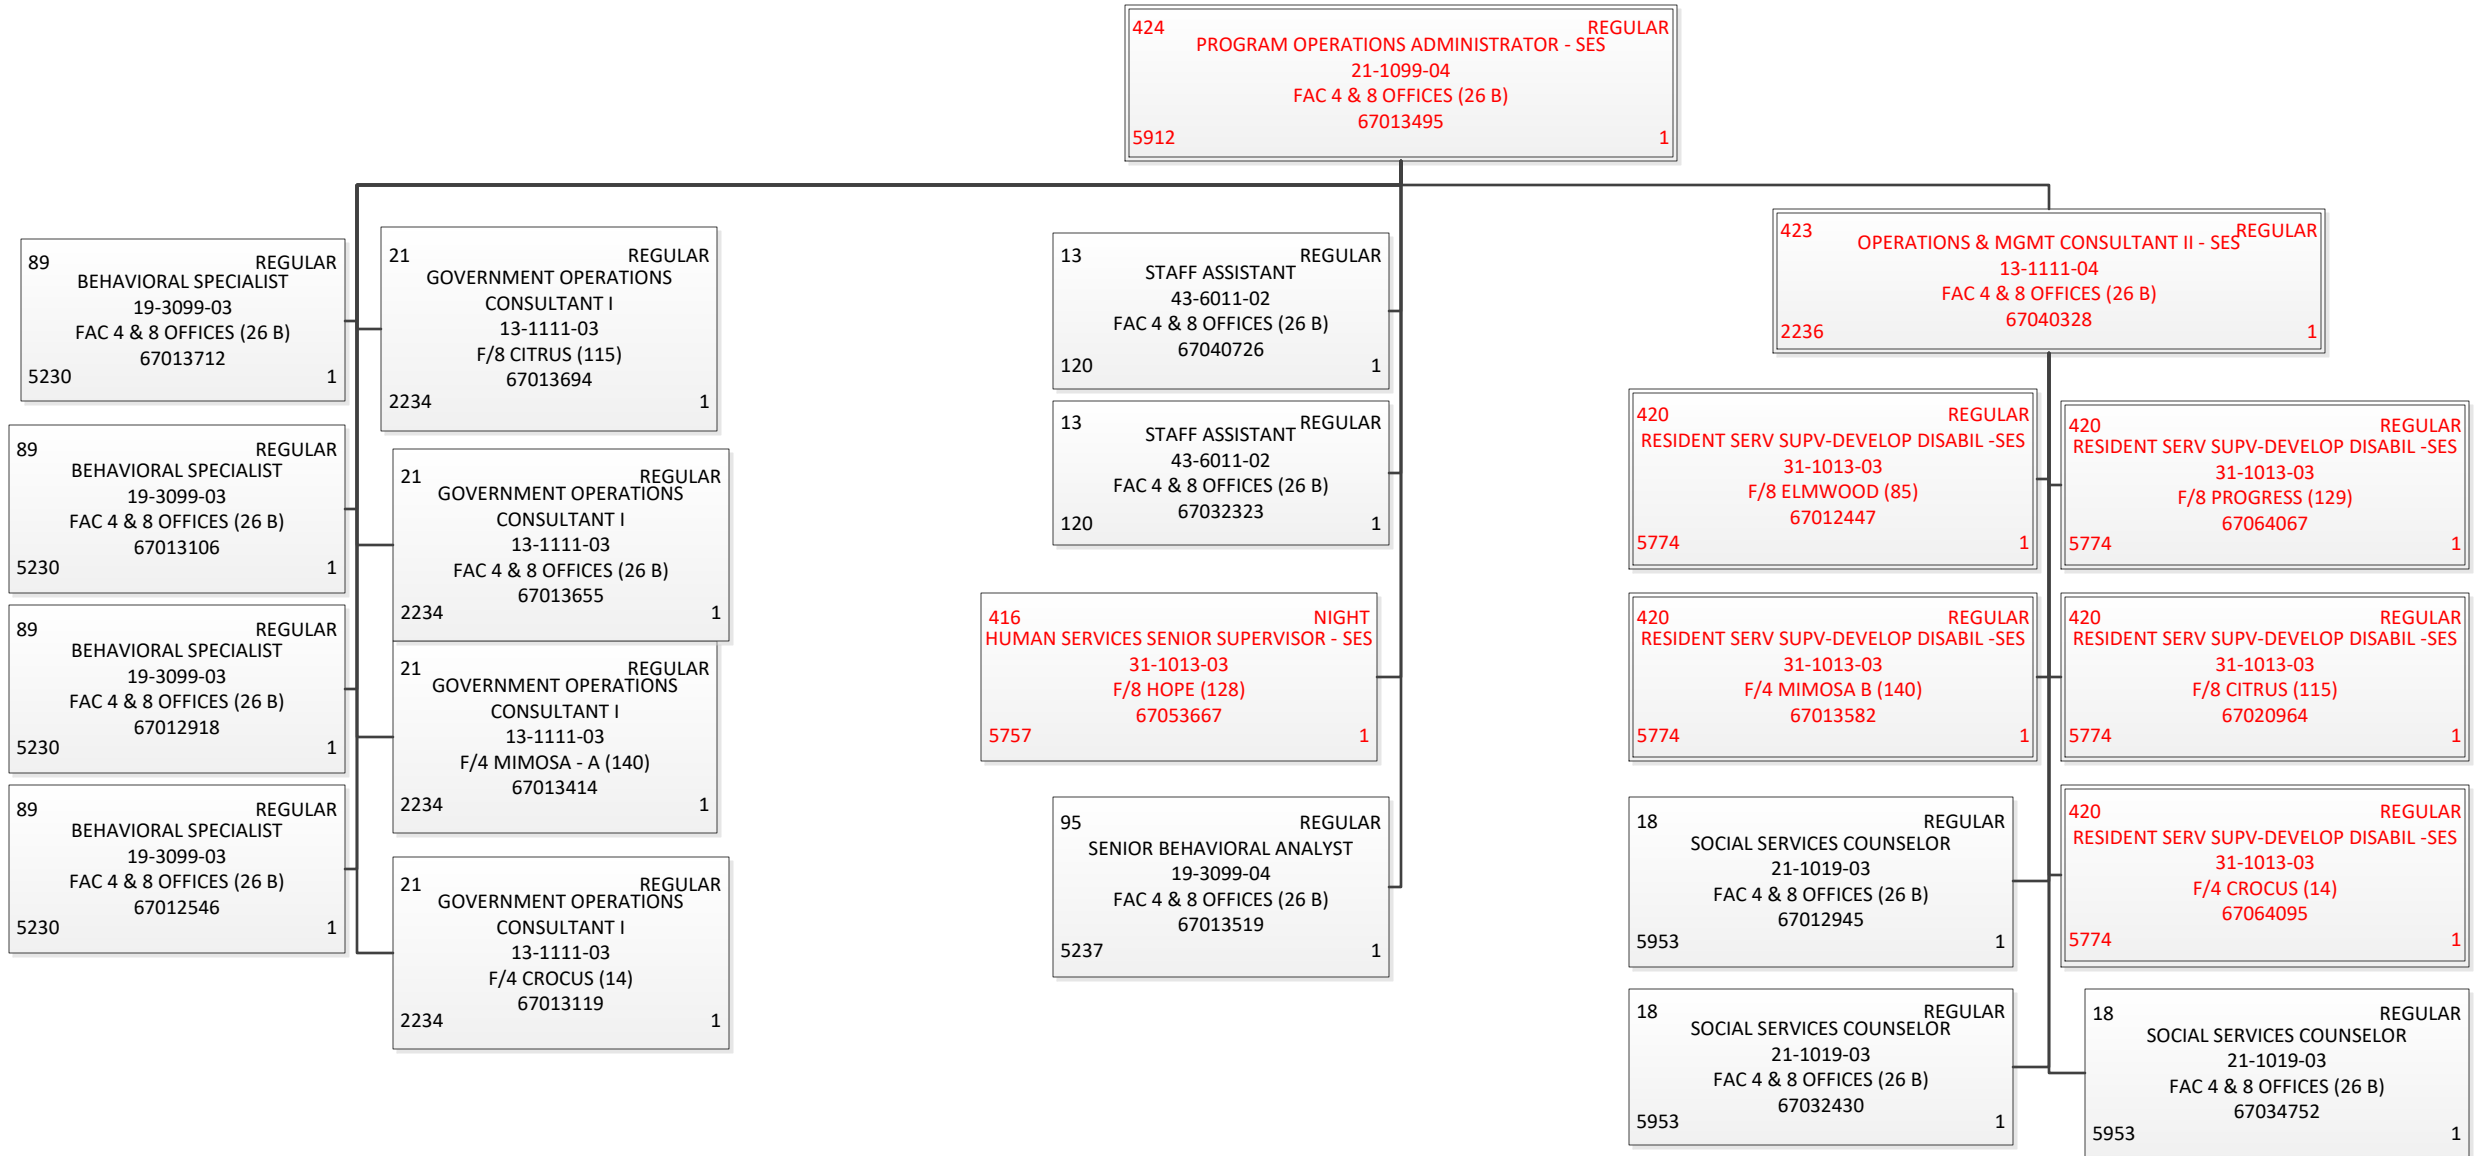 424 REGULAR
PROGRAM OPERATIONS ADMINISTRATOR - SES
21-1099-04
FAC 4 & 8 OFFICES (26 B)
67013495
5912 1
89 REGULAR
BEHAVIORAL SPECIALIST
19-3099-03
FAC 4 & 8 OFFICES (26 B)
67013712
5230 1
89 REGULAR
BEHAVIORAL SPECIALIST
19-3099-03
FAC 4 & 8 OFFICES (26 B)
67013106
5230 1
89 REGULAR
BEHAVIORAL SPECIALIST
19-3099-03
FAC 4 & 8 OFFICES (26 B)
67012918
5230 1
89 REGULAR
BEHAVIORAL SPECIALIST
19-3099-03
FAC 4 & 8 OFFICES (26 B)
67012546
5230 1
21 REGULAR
GOVERNMENT OPERATIONS
CONSULTANT I
13-1111-03
F/8 CITRUS (115)
67013694
2234 1
21 REGULAR
GOVERNMENT OPERATIONS
CONSULTANT I
13-1111-03
FAC 4 & 8 OFFICES (26 B)
67013655
2234 1
21 REGULAR
GOVERNMENT OPERATIONS
CONSULTANT I
13-1111-03
F/4 MIMOSA - A (140)
67013414
2234 1
21 REGULAR
GOVERNMENT OPERATIONS
CONSULTANT I
13-1111-03
F/4 CROCUS (14)
67013119
2234 1
13 REGULAR
STAFF ASSISTANT
43-6011-02
FAC 4 & 8 OFFICES (26 B)
67040726
120 1
13 REGULAR
STAFF ASSISTANT
43-6011-02
FAC 4 & 8 OFFICES (26 B)
67032323
120 1
416 NIGHT
HUMAN SERVICES SENIOR SUPERVISOR - SES
31-1013-03
F/8 HOPE (128)
67053667
5757 1
95 REGULAR
SENIOR BEHAVIORAL ANALYST
19-3099-04
FAC 4 & 8 OFFICES (26 B)
67013519
5237 1
423 REGULAR
OPERATIONS & MGMT CONSULTANT II - SES
13-1111-04
FAC 4 & 8 OFFICES (26 B)
67040328
2236 1
420 REGULAR
RESIDENT SERV SUPV-DEVELOP DISABIL -SES
31-1013-03
F/8 ELMWOOD (85)
67012447
5774 1
420 REGULAR
RESIDENT SERV SUPV-DEVELOP DISABIL -SES
31-1013-03
F/8 PROGRESS (129)
67064067
5774 1
420 REGULAR
RESIDENT SERV SUPV-DEVELOP DISABIL -SES
31-1013-03
F/4 MIMOSA B (140)
67013582
5774 1
420 REGULAR
RESIDENT SERV SUPV-DEVELOP DISABIL -SES
31-1013-03
F/8 CITRUS (115)
67020964
5774 1
18 REGULAR
SOCIAL SERVICES COUNSELOR
21-1019-03
FAC 4 & 8 OFFICES (26 B)
67012945
5953 1
420 REGULAR
RESIDENT SERV SUPV-DEVELOP DISABIL -SES
31-1013-03
F/4 CROCUS (14)
67064095
5774 1
18 REGULAR
SOCIAL SERVICES COUNSELOR
21-1019-03
FAC 4 & 8 OFFICES (26 B)
67032430
5953 1
18 REGULAR
SOCIAL SERVICES COUNSELOR
21-1019-03
FAC 4 & 8 OFFICES (26 B)
67034752
5953 1